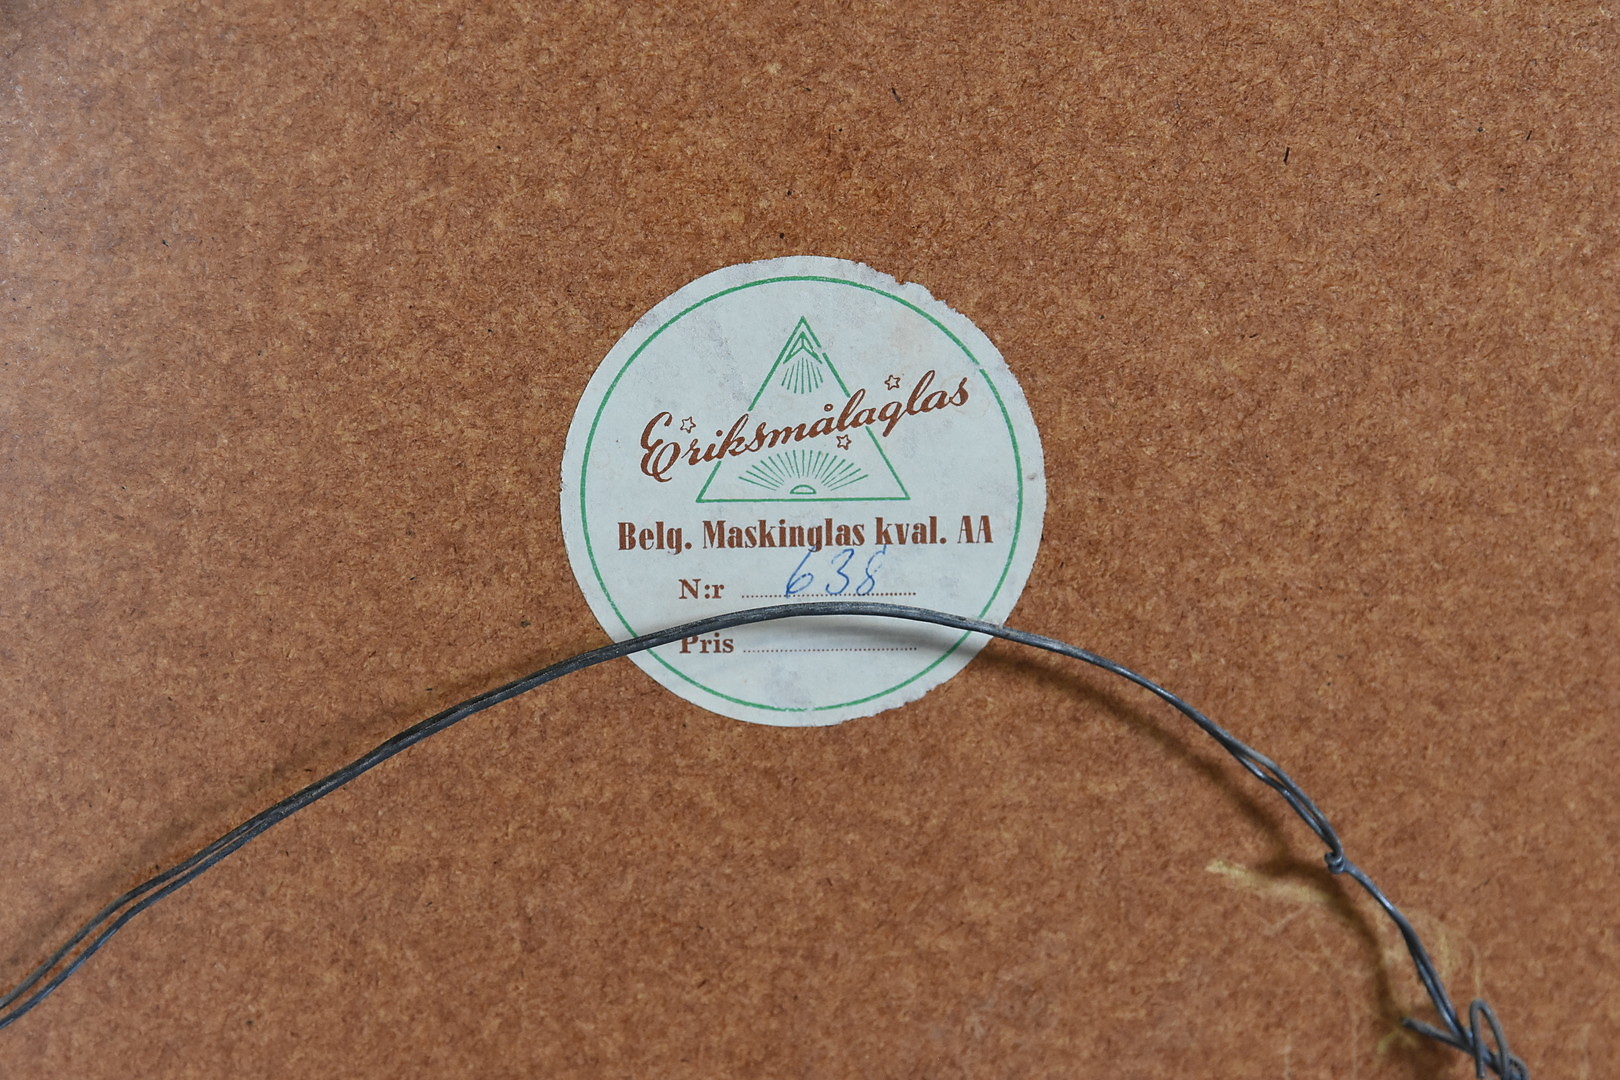 Eriksmålaglas
Belg. Maskinglas kval. AA
N:r 638
Pris